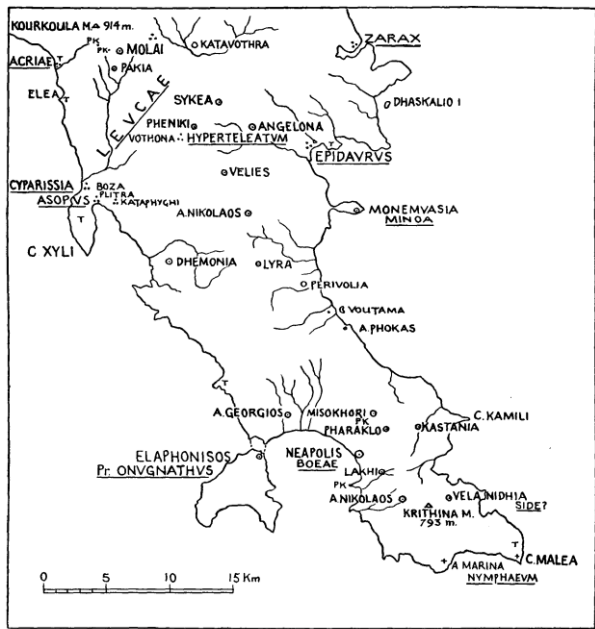 KOURKOULA M. 914 m.
PK
PK
MOLAI
KATAVOTHRA
ZARAX
ACRIAE
T
PAKIA
ELEA
T
LEVCAE
SYKEA
DHASKALIO I
PHENIKI
ANGELONA
VOTHONA
HYPERTELEATVM
T
EPIDAVRVS
VELIES
CYPARISSIA
BOZA
PLITRA
ASOPVS
KATAPHYGHI
A.NIKOLAOS
MONEMVASIA
MINOA
T
C XYLI
DHEMONIA
LYRA
PERIVOLIA
VOUTAMA
A.PHOKAS
T
A.GEORGIOS
MISOKHORI
PK
PHARAKLO
C.KAMILI
KASTANIA
ELAPHONISOS
Pr. ONVGNATHVS
NEAPOLIS
BOEAE
LAKHI
PK
A.NIKOLAOS
VELANIDHIA
SIDE?
KRITHINA M.
793 m.
T
C.MALEA
A MARINA
NYMPHAEVM
0 5 10 15 Km